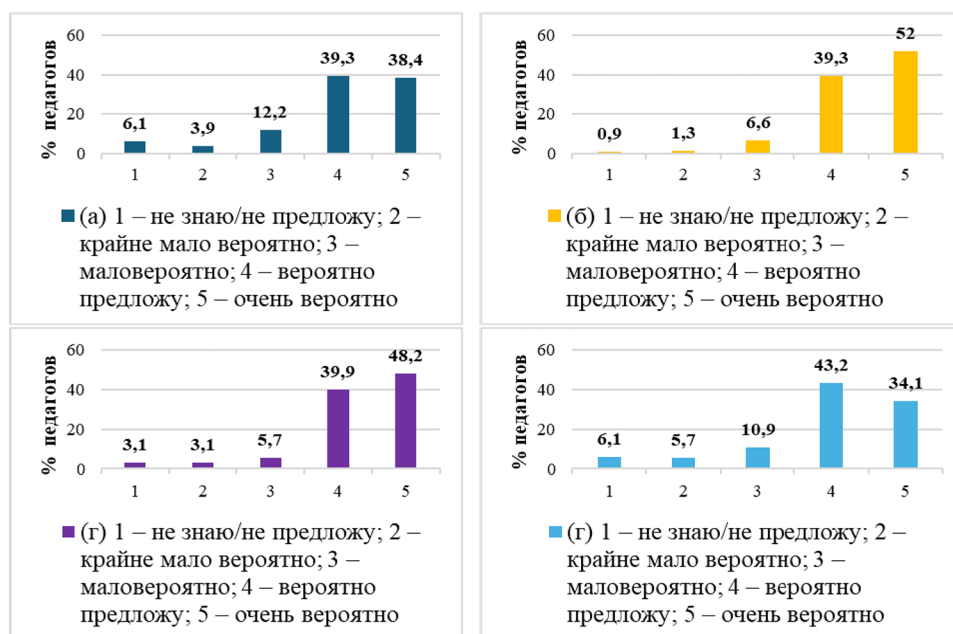 % педагогов
60
40
20
0
6,1
3,9
12,2
39,3
38,4
1 2 3 4 5
(а) 1 – не знаю/не предложу; 2 –
крайне мало вероятно; 3 –
маловероятно; 4 – вероятно
предложу; 5 – очень вероятно
% педагогов
60
40
20
0
0,9
1,3
6,6
39,3
52
1 2 3 4 5
(б) 1 – не знаю/не предложу; 2 –
крайне мало вероятно; 3 –
маловероятно; 4 – вероятно
предложу; 5 – очень вероятно
% педагогов
60
40
20
0
3,1
3,1
5,7
39,9
48,2
1 2 3 4 5
(г) 1 – не знаю/не предложу; 2 –
крайне мало вероятно; 3 –
маловероятно; 4 – вероятно
предложу; 5 – очень вероятно
% педагогов
60
40
20
0
6,1
5,7
10,9
43,2
34,1
1 2 3 4 5
(г) 1 – не знаю/не предложу; 2 –
крайне мало вероятно; 3 –
маловероятно; 4 – вероятно
предложу; 5 – очень вероятно